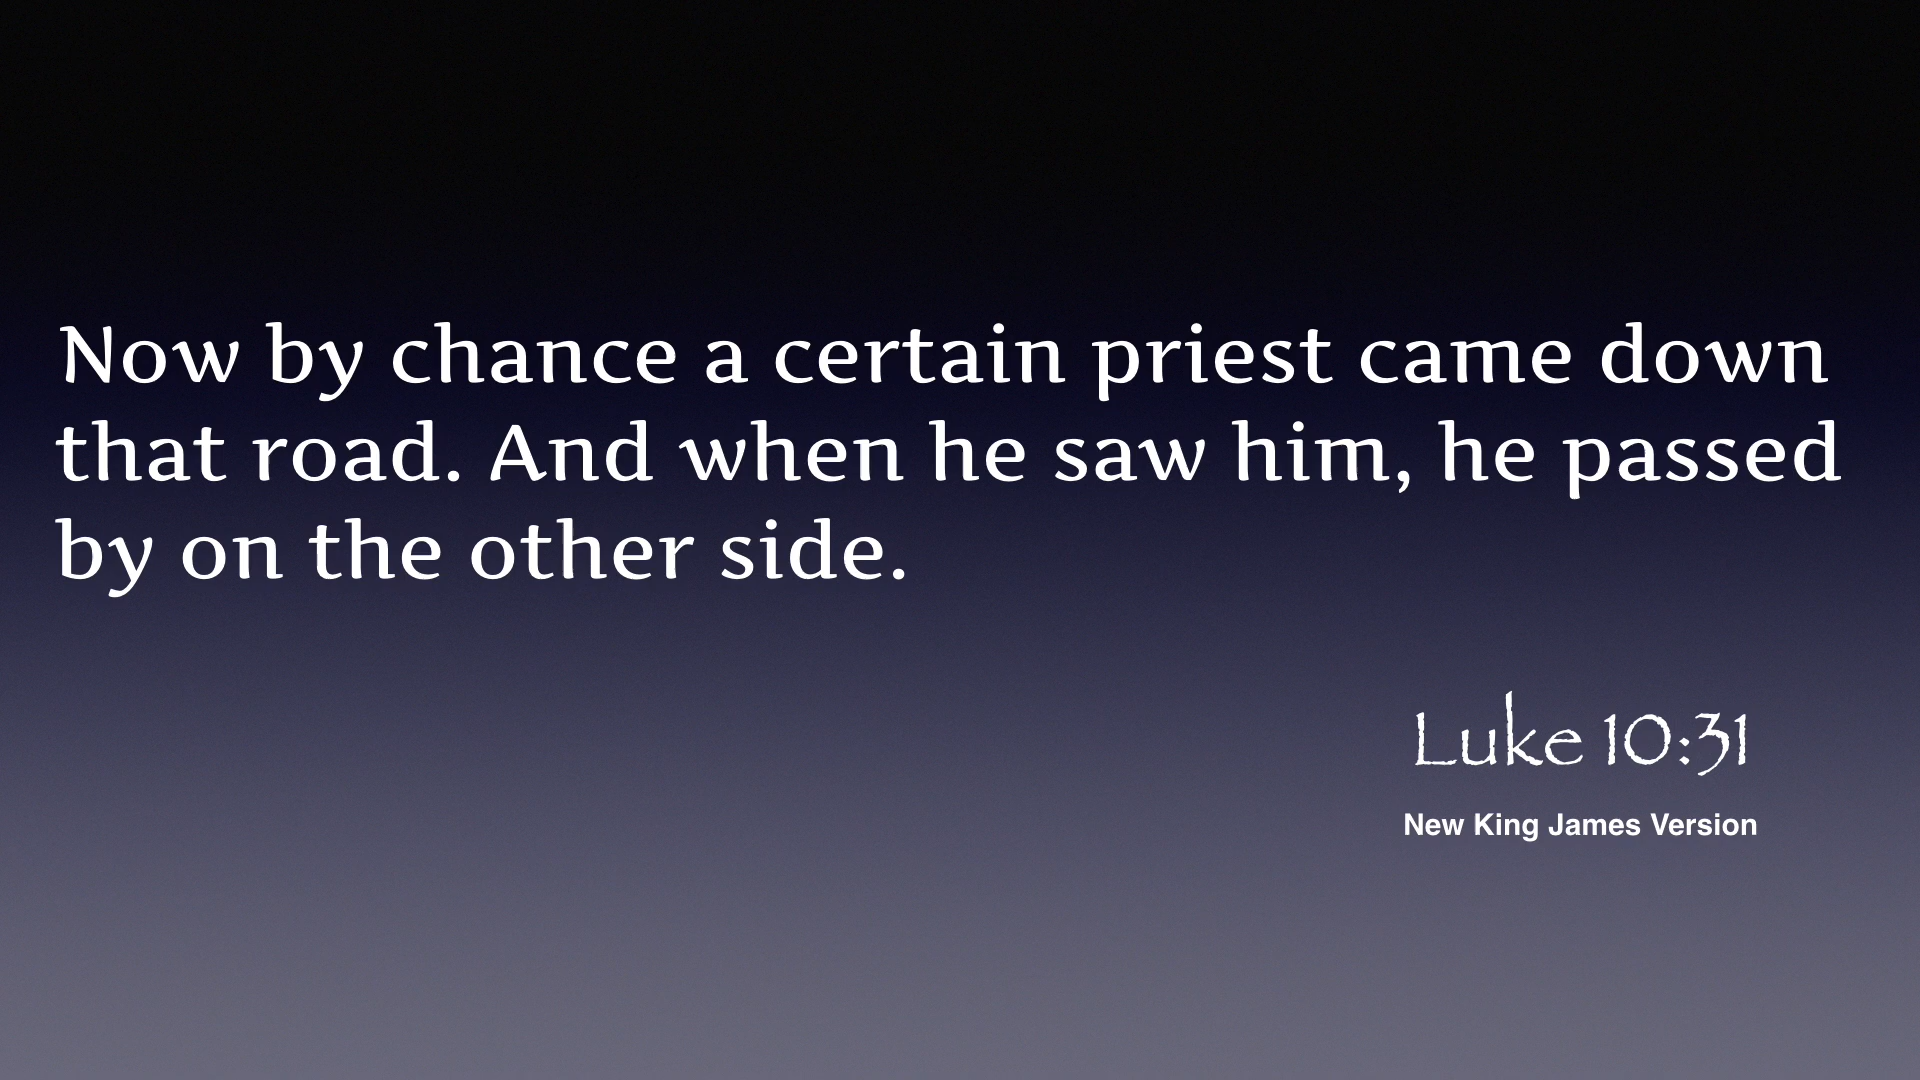 Now by chance a certain priest came down
that road. And when he saw him, he passed
by on the other side.
Luke 10:31
New King James Version